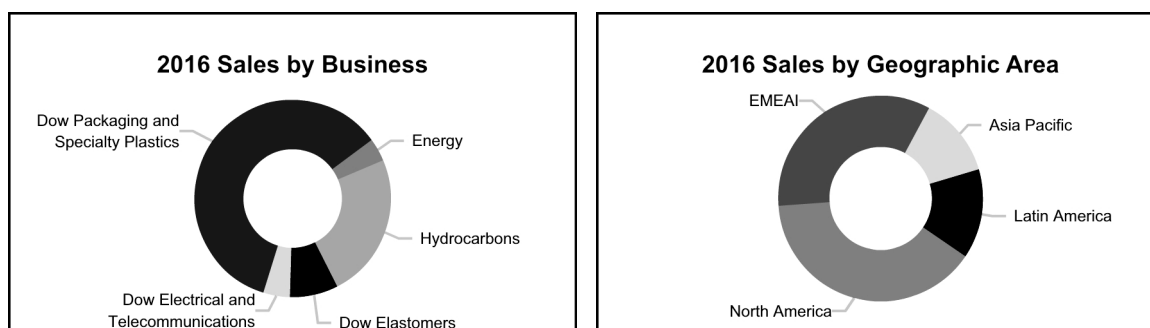 2016 Sales by Business
Dow Packaging and
Specialty Plastics
Energy
Hydrocarbons
Dow Electrical and
Telecommunications
Dow Elastomers
2016 Sales by Geographic Area
EMEAI
Asia Pacific
Latin America
North America